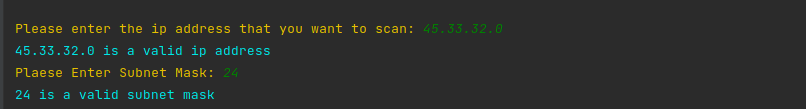 Please enter the ip address that you want to scan: 45.33.32.0
45.33.32.0 is a valid ip address
Plaese Enter Subnet Mask: 24
24 is a valid subnet mask